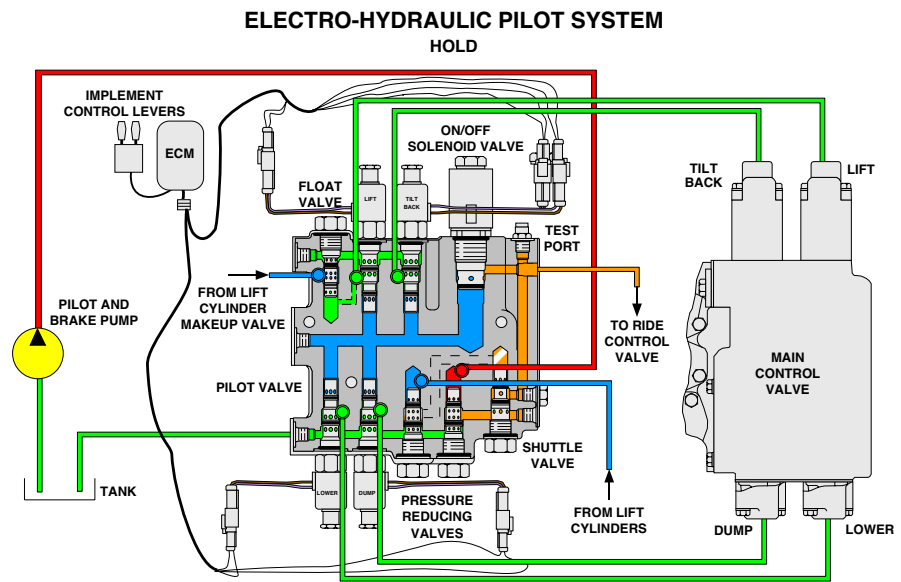 ELECTRO-HYDRAULIC PILOT SYSTEM
HOLD
IMPLEMENT
CONTROL LEVERS
ECM
ON/OFF
SOLENOID VALVE
FLOAT
VALVE
LIFT
TILT
BACK
TILT
BACK
LIFT
TEST
PORT
FROM LIFT
CYLINDER
MAKEUP VALVE
PILOT AND
BRAKE PUMP
TO RIDE
CONTROL
VALVE
MAIN
CONTROL
VALVE
PILOT VALVE
SHUTTLE
VALVE
TANK
LOWER
DUMP
PRESSURE
REDUCING
VALVES
FROM LIFT
CYLINDERS
DUMP
LOWER